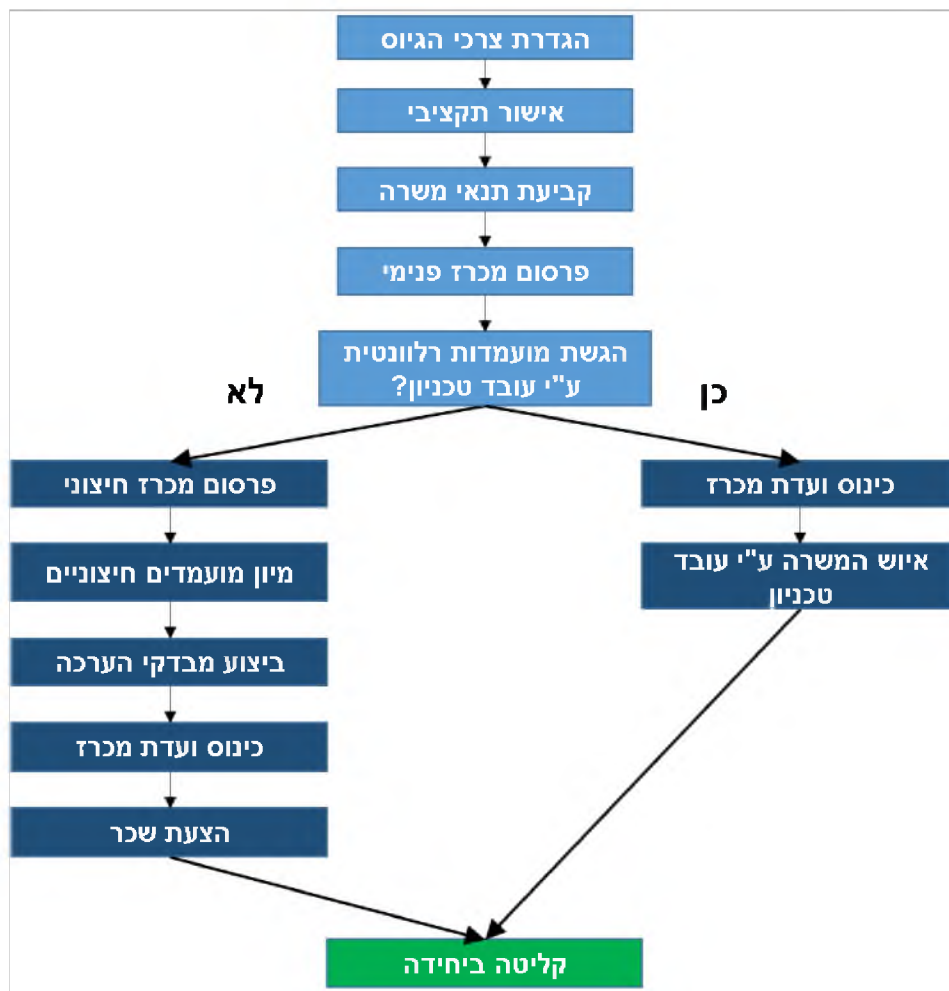 הגדרת צרכי הגיוס
אישור תקציבי
קביעת תנאי משרה
פרסום מכרז פנימי
הגשת מועמדות רלוונטית
ע"י עובד טכניון?
כן
לא
כינוס ועדת מכרז
איוש המשרה ע"י עובד
טכניון
פרסום מכרז חיצוני
מיון מועמדים חיצוניים
ביצוע מבדקי הערכה
כינוס ועדת מכרז
הצעת שכר
קליטה ביחידה